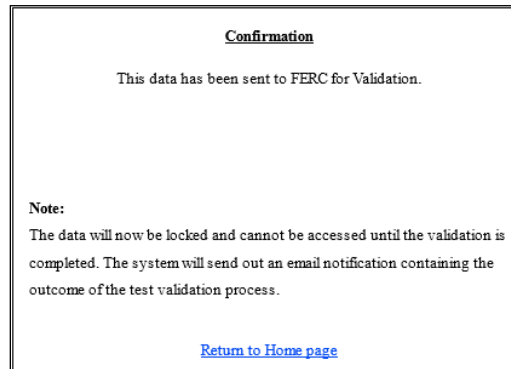 Confirmation
This data has been sent to FERC for Validation.
Note:
The data will now be locked and cannot be accessed until the validation is
completed. The system will send out an email notification containing the
outcome of the test validation process.
Return to Home page